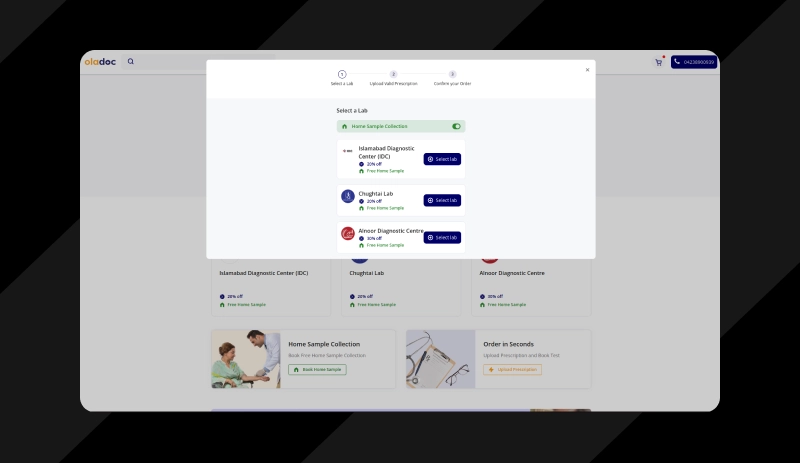 oladoc
04238900939
1
2
3
Select a Lab
Upload Valid Prescription
Confirm your Order
Select a Lab
Home Sample Collection
Islamabad Diagnostic
Center (IDC)
20% off
Free Home Sample
Select lab
Chughtai Lab
20% off
Free Home Sample
Select lab
Alnoor Diagnostic Centre
30% off
Free Home Sample
Select lab
Islamabad Diagnostic Center (IDC)
20% off
Free Home Sample
Chughtai Lab
20% off
Free Home Sample
Alnoor Diagnostic Centre
30% off
Free Home Sample
Home Sample Collection
Book Free Home Sample Collection
Book Home Sample
Order in Seconds
Upload Prescription and Book Test
Upload Prescription